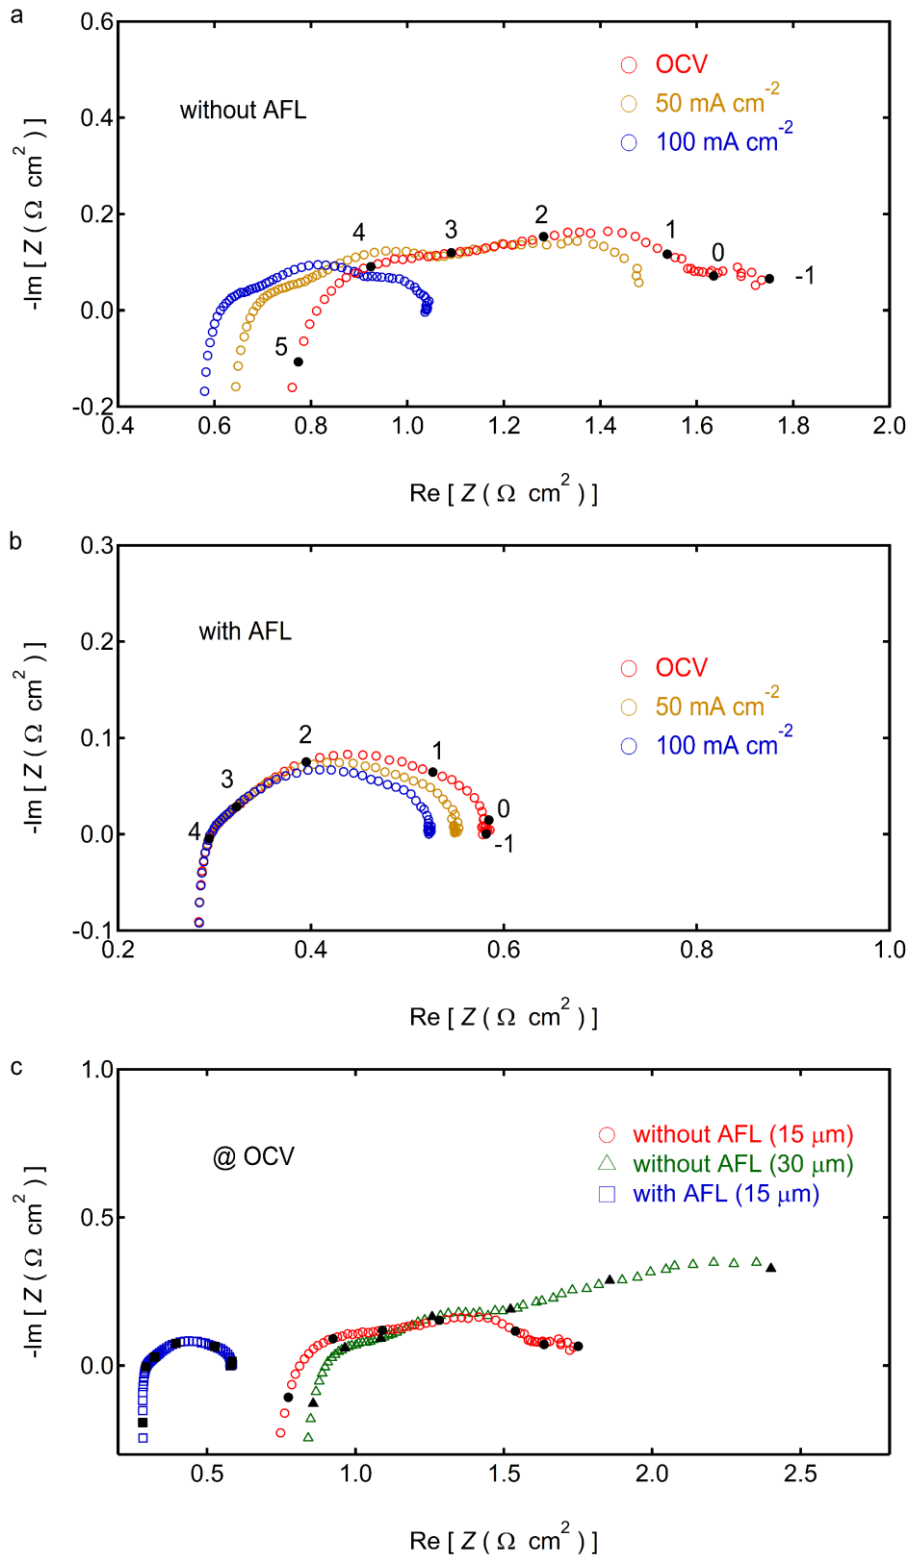 a
0.6
0.4
0.2
0.0
-0.2
-Im [ Z ( Ω cm² ) ]
without AFL
OCV
50 mA cm⁻²
100 mA cm⁻²
5
4
3
2
1
0
-1
0.4 0.6 0.8 1.0 1.2 1.4 1.6 1.8 2.0
Re [ Z ( Ω cm² ) ]
b
0.3
0.2
0.1
0.0
-0.1
-Im [ Z ( Ω cm² ) ]
with AFL
OCV
50 mA cm⁻²
100 mA cm⁻²
4
3
2
1
0
-1
0.2 0.4 0.6 0.8 1.0
Re [ Z ( Ω cm² ) ]
c
1.0
0.5
0.0
-Im [ Z ( Ω cm² ) ]
@ OCV
without AFL (15 μm)
without AFL (30 μm)
with AFL (15 μm)
0.5 1.0 1.5 2.0 2.5
Re [ Z ( Ω cm² ) ]